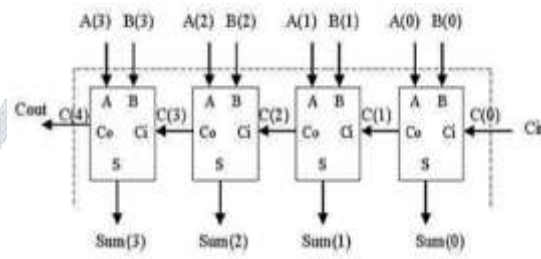 A(3) B(3) A(2) B(2) A(1) B(1) A(0) B(0)
A B A B A B A B
Cout C(4) C(3) C(2) C(1) C(0)
Co Ci Co Ci Co Ci Co Ci
S S S S
Sum(3) Sum(2) Sum(1) Sum(0)